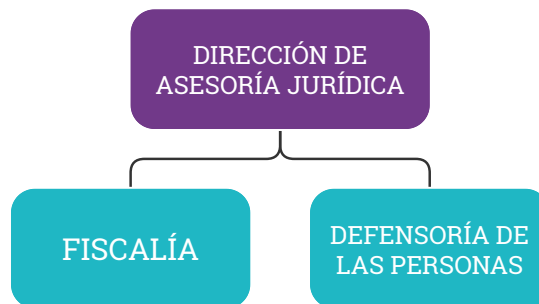 DIRECCIÓN DE
ASESORÍA JURÍDICA
FISCALÍA
DEFENSORÍA DE
LAS PERSONAS